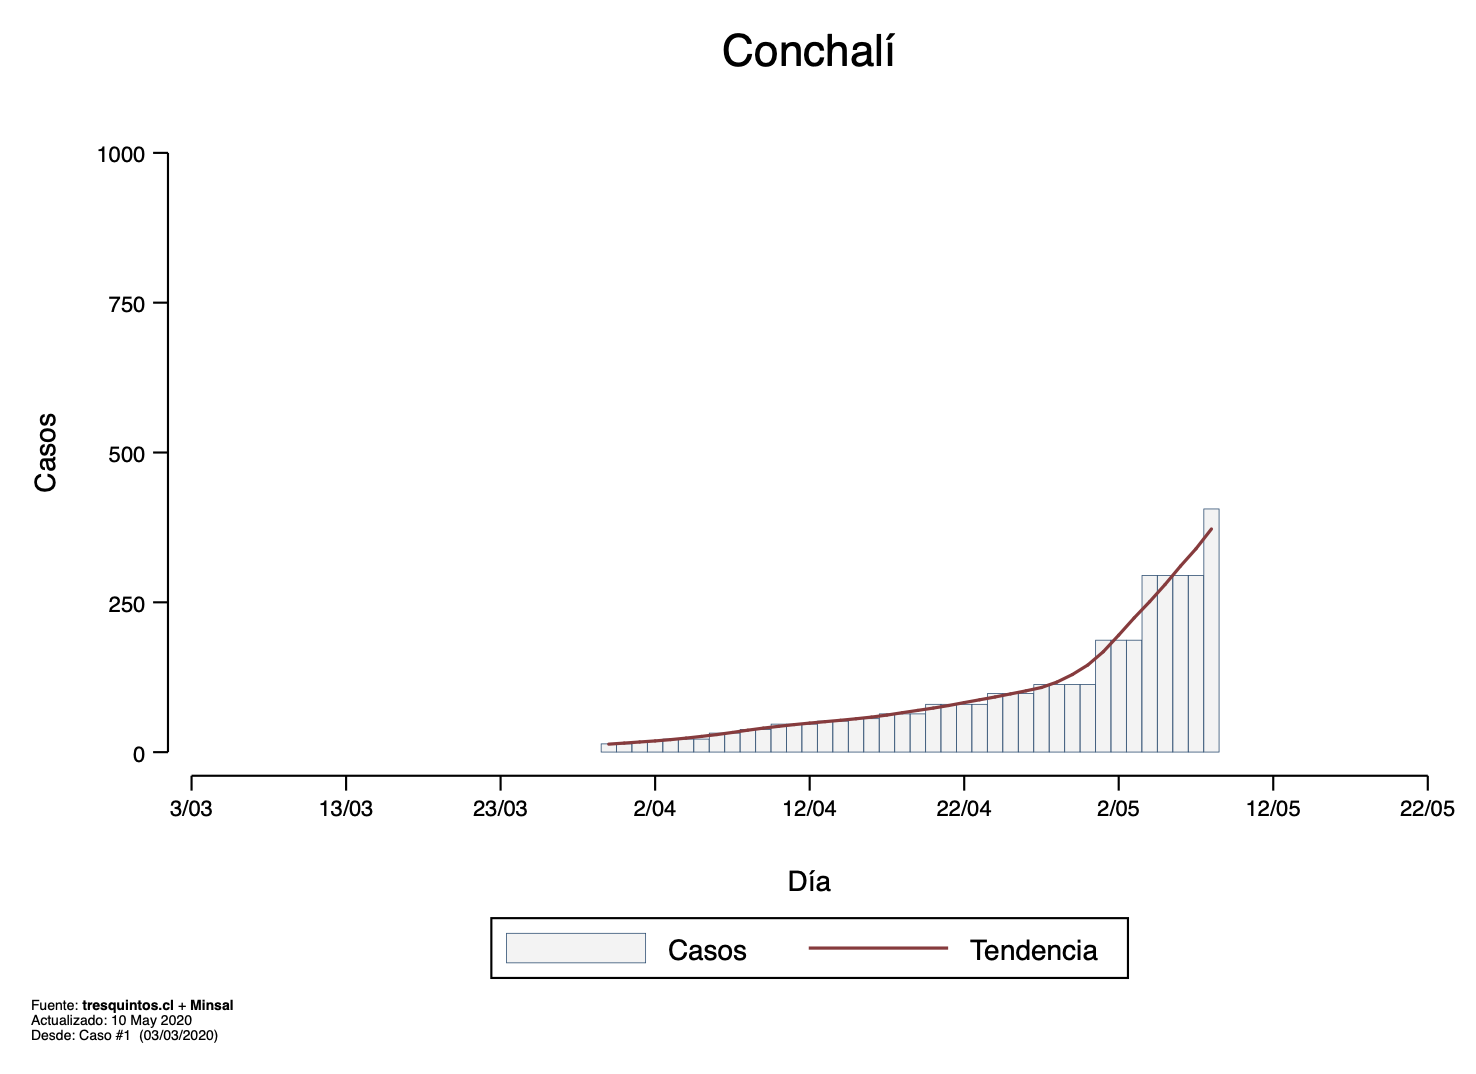 Conchalí
1000
750
500
250
0
Casos
3/03 13/03 23/03 2/04 12/04 22/04 2/05 12/05 22/05
Día
Casos Tendencia
Fuente: tresquintos.cl + Minsal
Actualizado: 10 May 2020
Desde: Caso #1 (03/03/2020)